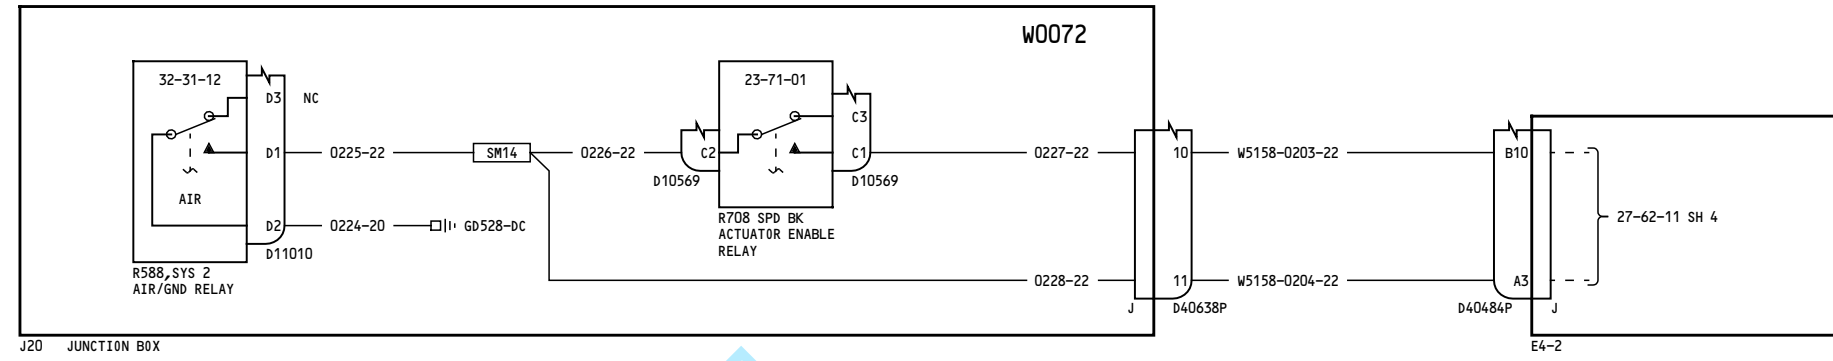 W0072
32-31-12
D3
NC
D1
0225-22
SM14
0226-22
AIR
D2
0224-20
GD528-DC
D11010
R588,SYS 2
AIR/GND RELAY
23-71-01
C3
C2
C1
D10569
D10569
R708 SPD BK
ACTUATOR ENABLE
RELAY
0227-22
10
W5158-0203-22
B10
0228-22
11
W5158-0204-22
A3
27-62-11 SH 4
J
D40638P
D40484P
J
J20 JUNCTION BOX
E4-2